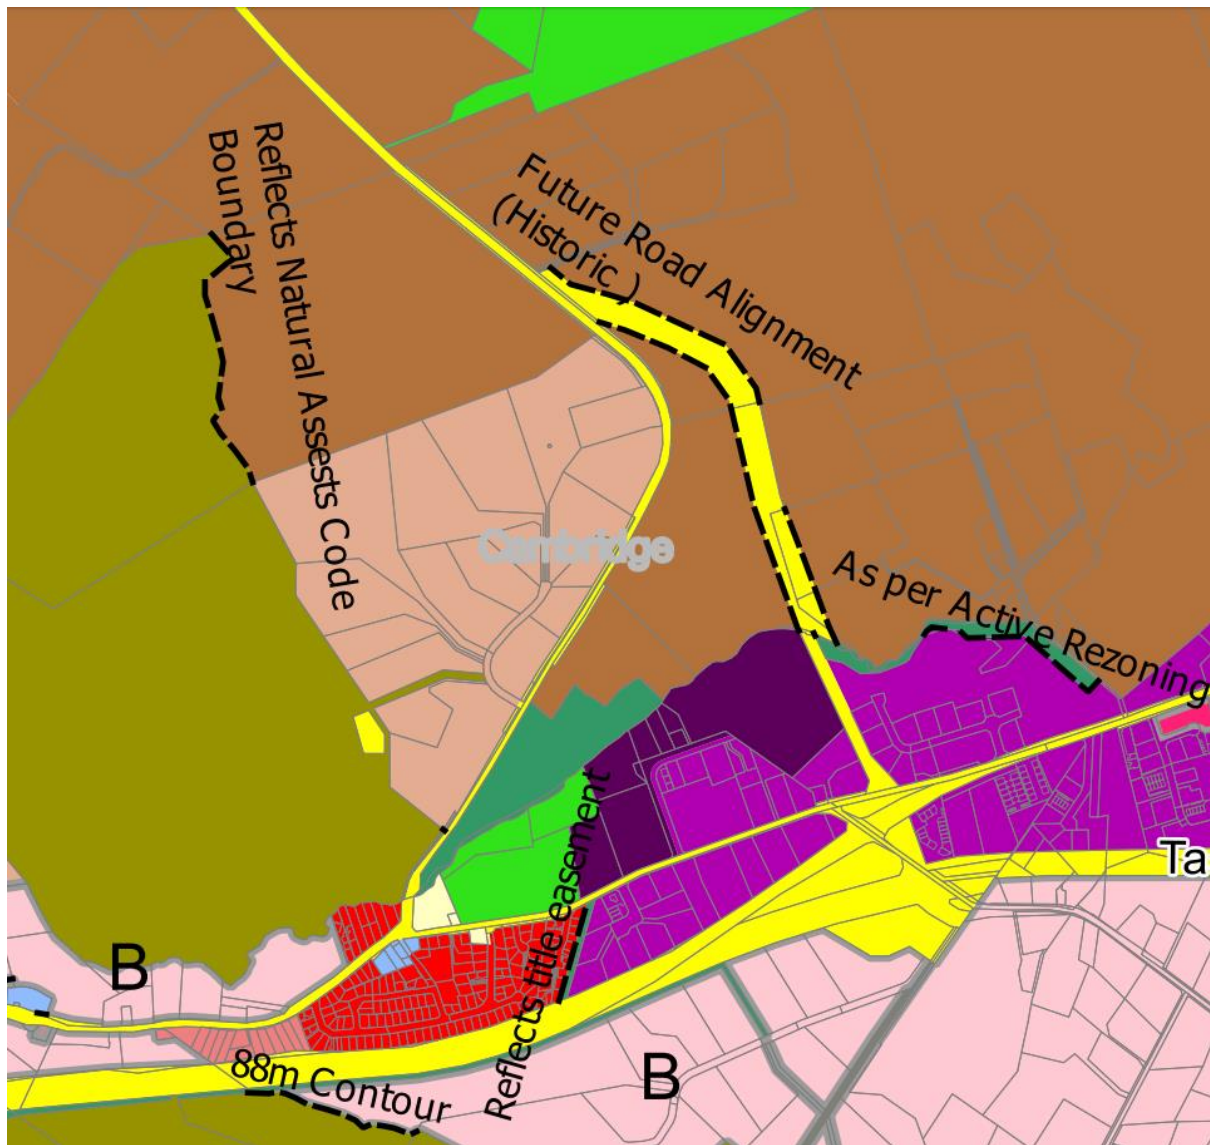 Reflects Natural Assests Code
Boundary
Future Road Alignment
(Historic )
Cambridge
As per Active Rezoning
Ta
Reflects title easement
B
B
88m Contour